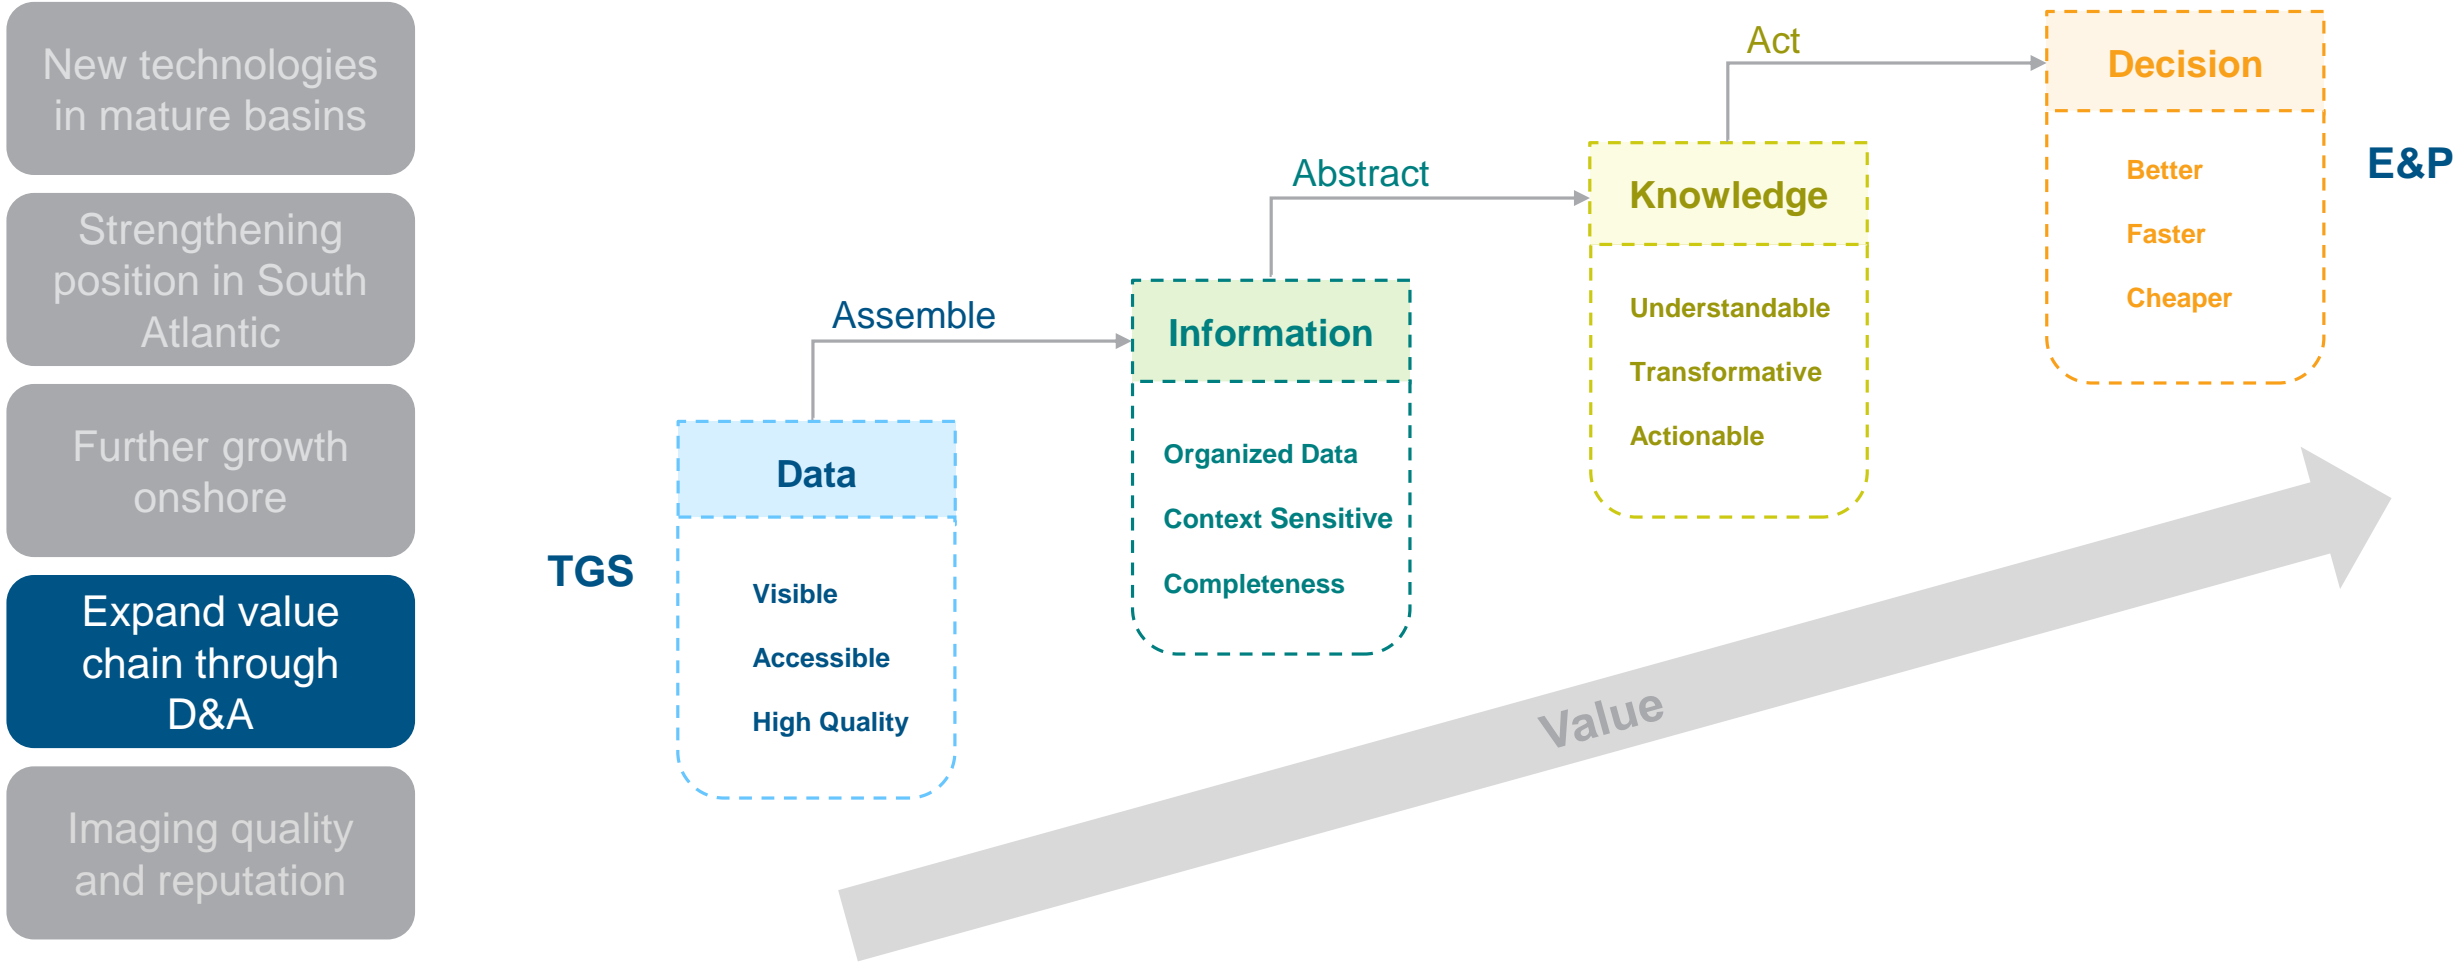 New technologies
in mature basins
Strengthening
position in South
Atlantic
Further growth
onshore
Expand value
chain through
D&A
Imaging quality
and reputation
TGS
Data
Visible
Accessible
High Quality
Assemble
Information
Organized Data
Context Sensitive
Completeness
Abstract
Knowledge
Understandable
Transformative
Actionable
Act
Decision
Better
Faster
Cheaper
E&P
Value